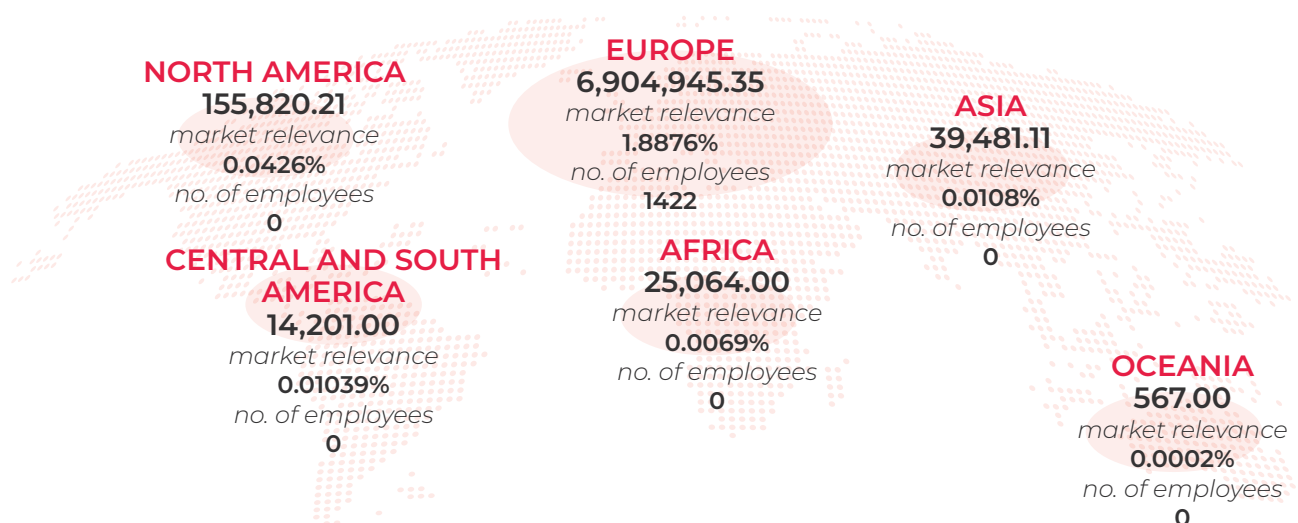 NORTH AMERICA
155,820.21
market relevance
0.0426%
no. of employees
0
EUROPE
6,904,945.35
market relevance
1.8876%
no. of employees
1422
ASIA
39,481.11
market relevance
0.0108%
no. of employees
0
CENTRAL AND SOUTH
AMERICA
14,201.00
market relevance
0.01039%
no. of employees
0
AFRICA
25,064.00
market relevance
0.0069%
no. of employees
0
OCEANIA
567.00
market relevance
0.0002%
no. of employees
0